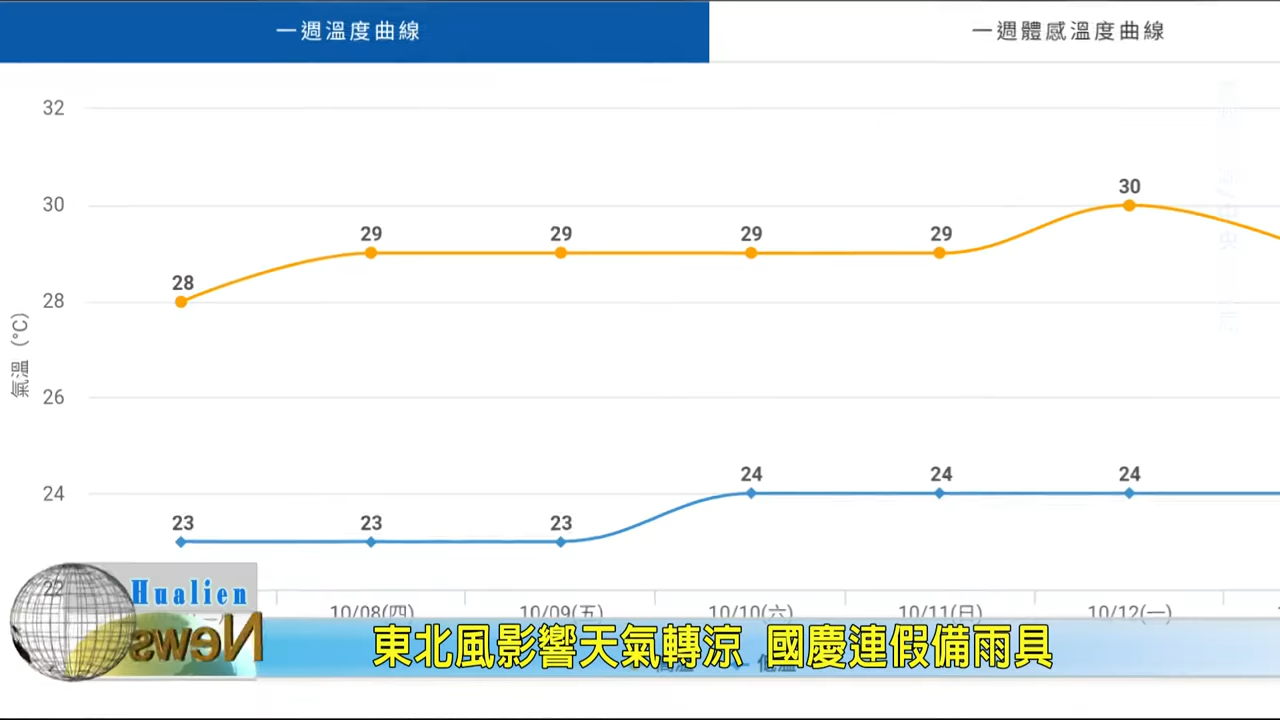 一週溫度曲線
一週體感溫度曲線
32
30
28
26
24
22
氣溫（°C）
28
29
29
29
29
30
23
23
23
24
24
24
10/08(四)
10/09(五)
10/10(六)
10/11(日)
10/12(一)
Hualien
News
東北風影響天氣轉涼 國慶連假備雨具